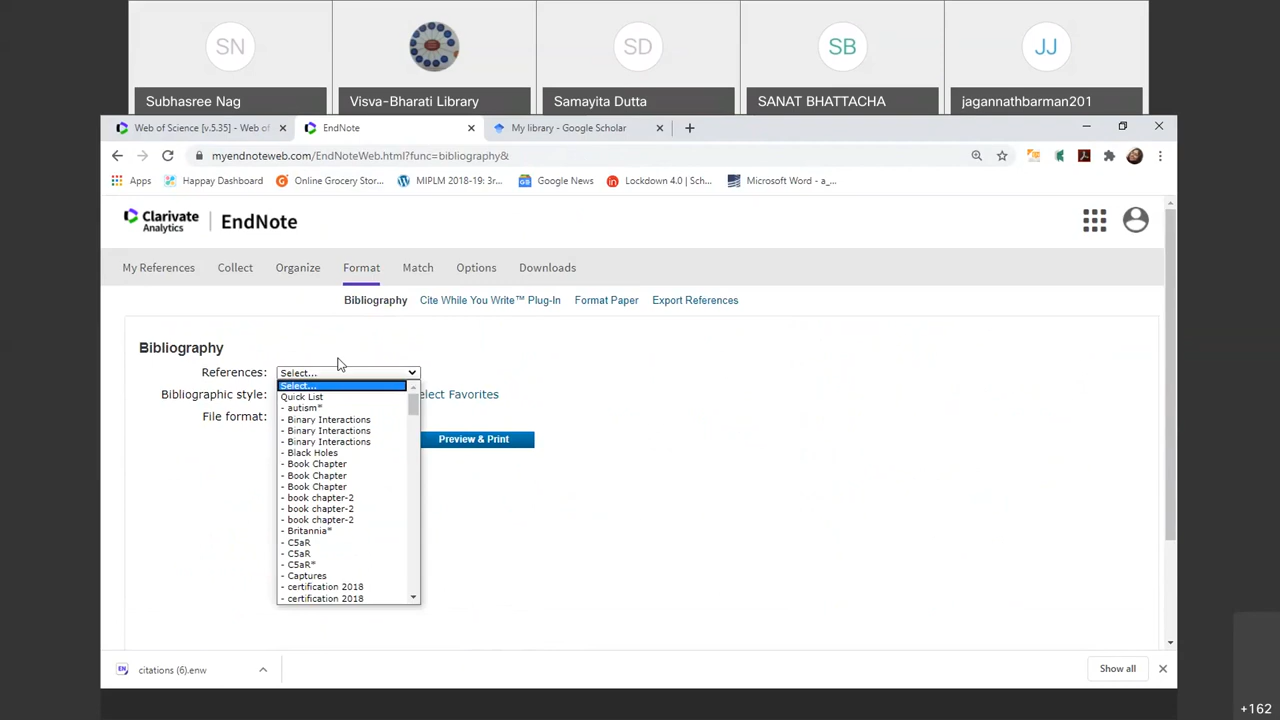 SN
SD
SB
JJ
Subhasree Nag
Visva-Bharati Library
Samayita Dutta
SANAT BHATTACHA
jagannathbarman201
Web of Science [v.5.35] - Web of
EndNote
My library - Google Scholar
myendnoteweb.com/EndNoteWeb.html?func=bibliography&
Apps
Happay Dashboard
Online Grocery Stor...
MIPLM 2018-19: 3r...
Google News
Lockdown 4.0 | Sch...
Microsoft Word - a_...
Clarivate
Analytics
EndNote
My References
Collect
Organize
Format
Match
Options
Downloads
Bibliography
Cite While You Write™ Plug-In
Format Paper
Export References
Bibliography
References:
Select...
Bibliographic style:
elect Favorites
File format:
Preview & Print
Select...
Quick List
- autism*
- Binary Interactions
- Binary Interactions
- Binary Interactions
- Black Holes
- Book Chapter
- Book Chapter
- Book Chapter
- book chapter-2
- book chapter-2
- book chapter-2
- Britannia*
- C5aR
- C5aR
- C5aR*
- Captures
- certification 2018
- certification 2018
EN
citations (6).enw
Show all
+162